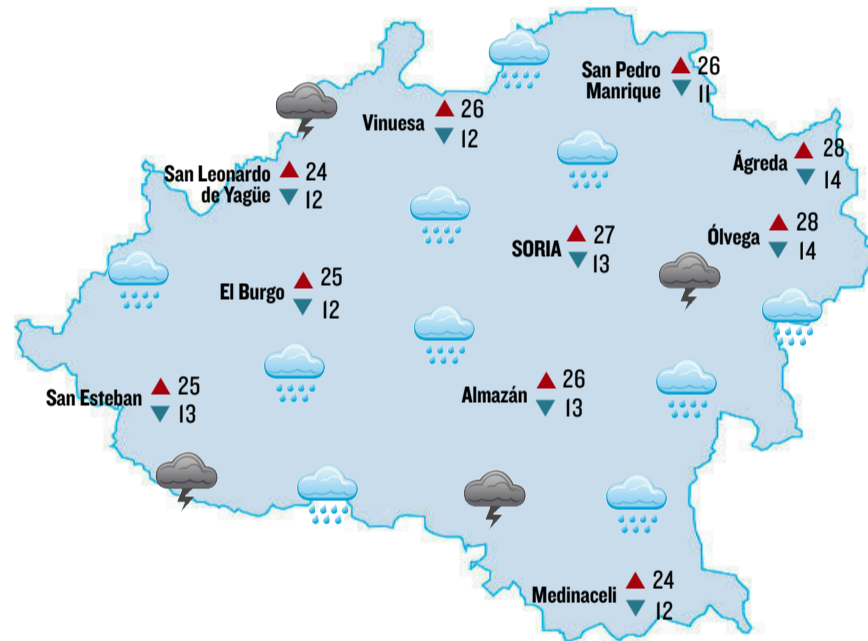 San Pedro
Manrique
26
11
Vinuesa
26
12
Ágreda
28
14
San Leonardo
de Yagüe
24
12
SORIA
27
13
Ólvega
28
14
El Burgo
25
12
San Esteban
25
13
Almazán
26
13
Medinaceli
24
12